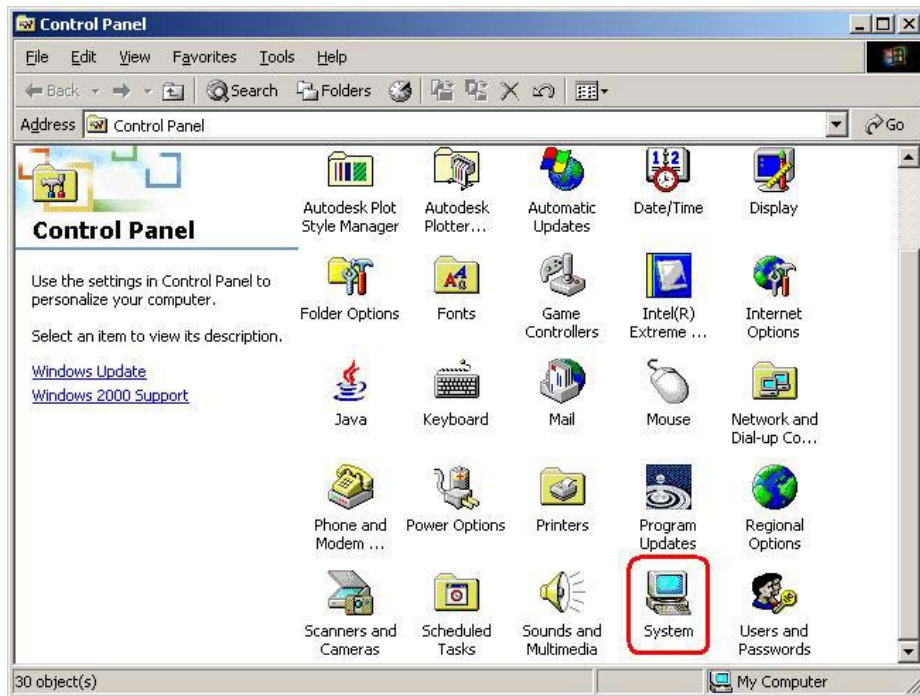 Control Panel
File Edit View Favorites Tools Help
Back Search Folders
Address Control Panel Go
Control Panel
Use the settings in Control Panel to
personalize your computer.
Select an item to view its description.
Windows Update
Windows 2000 Support
Autodesk Plot
Style Manager
Autodesk
Plotter...
Automatic
Updates
Date/Time
Display
Folder Options
Fonts
Game
Controllers
Intel(R)
Extreme ...
Internet
Options
Java
Keyboard
Mail
Mouse
Network and
Dial-up Co...
Phone and
Modem ...
Power Options
Printers
Program
Updates
Regional
Options
Scanners and
Cameras
Scheduled
Tasks
Sounds and
Multimedia
System
Users and
Passwords
30 object(s)
My Computer